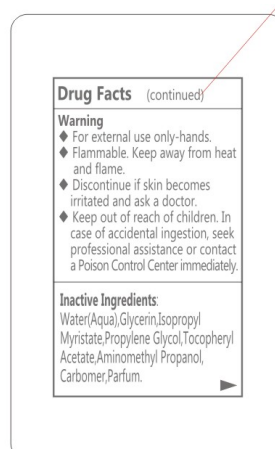 Drug Facts (continued)
Warning
◆ For external use only-hands.
◆ Flammable. Keep away from heat
and flame.
◆ Discontinue if skin becomes
irritated and ask a doctor.
◆ Keep out of reach of children. In
case of accidental ingestion, seek
professional assistance or contact
a Poison Control Center immediately.
Inactive Ingredients:
Water(Aqua),Glycerin,Isopropyl
Myristate,Propylene Glycol,Tocopheryl
Acetate,Aminomethyl Propanol,
Carbomer,Parfum.